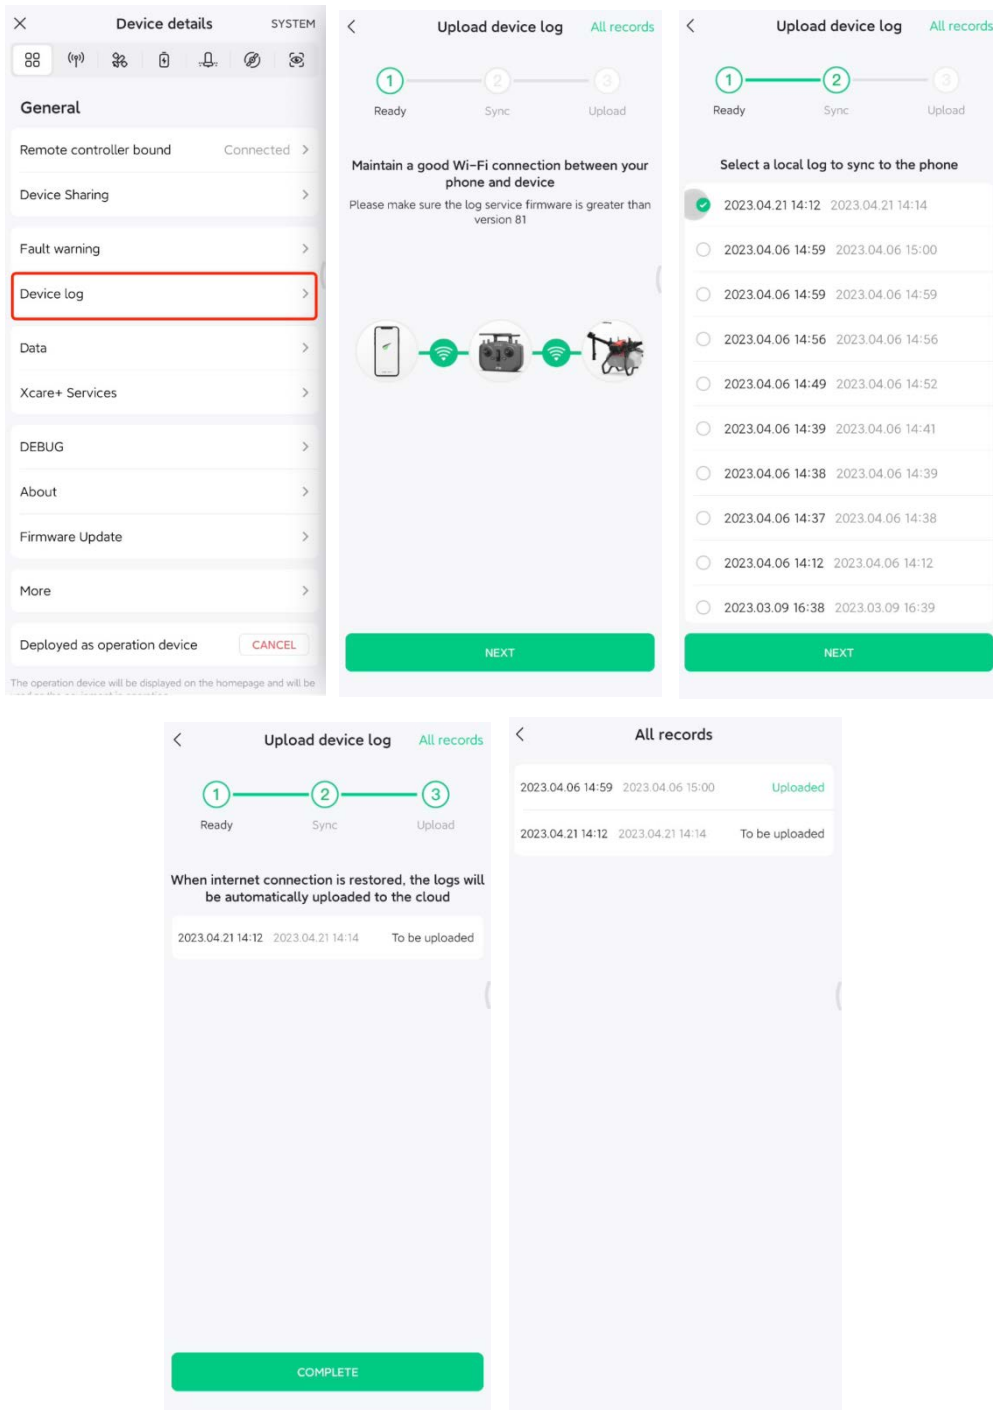 Device details SYSTEM
General
Remote controller bound Connected
Device Sharing
Fault warning
Device log
Data
Xcare+ Services
DEBUG
About
Firmware Update
More
Deployed as operation device CANCEL
The operation device will be displayed on the homepage and will be
Upload device log All records
1 2 3
Ready Sync Upload
Maintain a good Wi-Fi connection between your
phone and device
Please make sure the log service firmware is greater than
version 81
NEXT
Upload device log All records
1 2 3
Ready Sync Upload
Select a local log to sync to the phone
2023.04.21 14:12 2023.04.21 14:14
2023.04.06 14:59 2023.04.06 15:00
2023.04.06 14:59 2023.04.06 14:59
2023.04.06 14:56 2023.04.06 14:56
2023.04.06 14:49 2023.04.06 14:52
2023.04.06 14:39 2023.04.06 14:41
2023.04.06 14:38 2023.04.06 14:39
2023.04.06 14:37 2023.04.06 14:38
2023.04.06 14:12 2023.04.06 14:12
2023.03.09 16:38 2023.03.09 16:39
NEXT
Upload device log All records
1 2 3
Ready Sync Upload
When internet connection is restored, the logs will
be automatically uploaded to the cloud
2023.04.21 14:12 2023.04.21 14:14 To be uploaded
COMPLETE
All records
2023.04.06 14:59 2023.04.06 15:00 Uploaded
2023.04.21 14:12 2023.04.21 14:14 To be uploaded